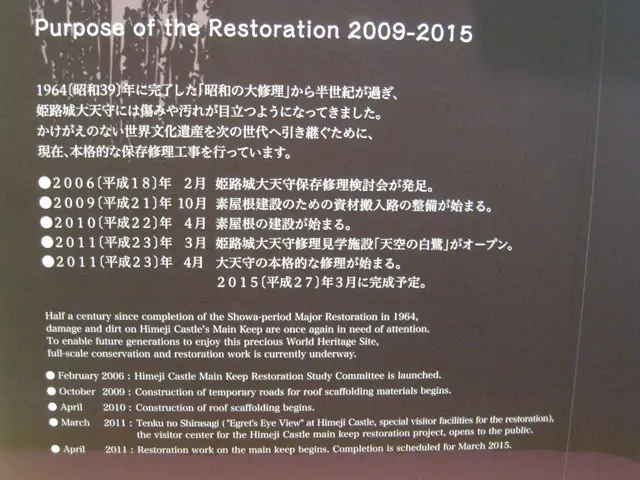 Purpose of the Restoration 2009-2015
1964〔昭和39〕年に完了した「昭和の大修理」から半世紀が過ぎ、
姫路城大天守には傷みや汚れが目立つようになってきました。
かけがえのない世界文化遺産を次の世代へ引き継ぐために、
現在、本格的な保存修理工事を行っています。
●2006〔平成18〕年 2月 姫路城大天守保存修理検討会が発足。
●2009〔平成21〕年 10月 素屋根建設のための資材搬入路の整備が始まる。
●2010〔平成22〕年 4月 素屋根の建設が始まる。
●2011〔平成23〕年 3月 姫路城大天守修理見学施設「天空の白鷺」がオープン。
●2011〔平成23〕年 4月 大天守の本格的な修理が始まる。
2015〔平成27〕年3月に完成予定。
Half a century since completion of the Showa-period Major Restoration in 1964,
damage and dirt on Himeji Castle's Main Keep are once again in need of attention.
To enable future generations to enjoy this precious World Heritage Site,
full-scale conservation and restoration work is currently underway.
● February 2006 : Himeji Castle Main Keep Restoration Study Committee is launched.
● October 2009 : Construction of temporary roads for roof scaffolding materials begins.
● April 2010 : Construction of roof scaffolding begins.
● March 2011 : Tenku no Shirasagi ("Egret's Eye View" at Himeji Castle, special visitor facilities for the restoration),
the visitor center for the Himeji Castle main keep restoration project, opens to the public.
● April 2011 : Restoration work on the main keep begins. Completion is scheduled for March 2015.